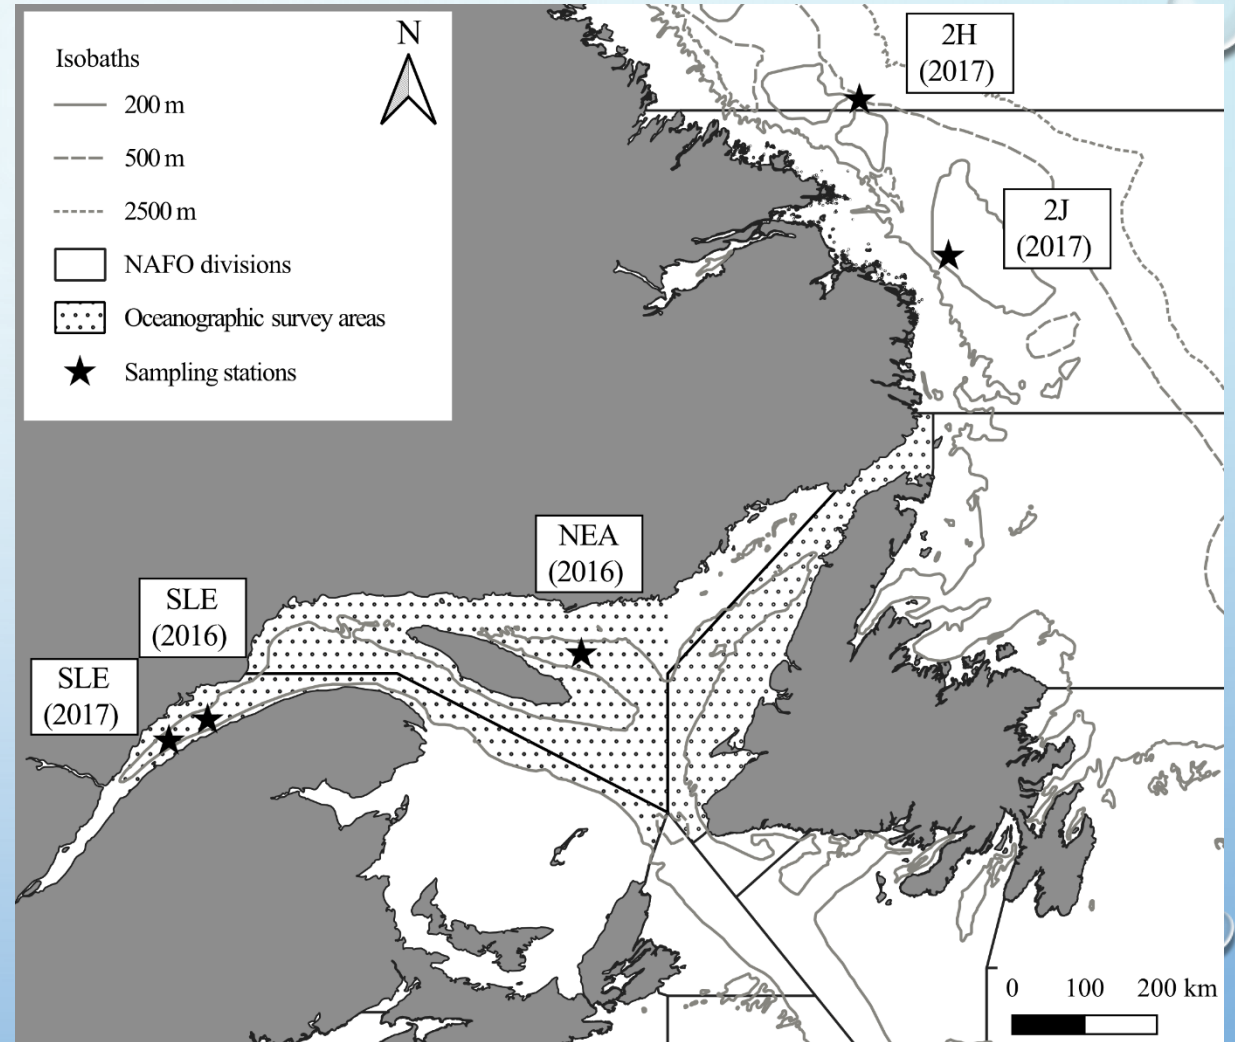 Isobaths
200 m
500 m
2500 m
NAFO divisions
Oceanographic survey areas
Sampling stations
N
2H
(2017)
2J
(2017)
NEA
(2016)
SLE
(2016)
SLE
(2017)
0 100 200 km